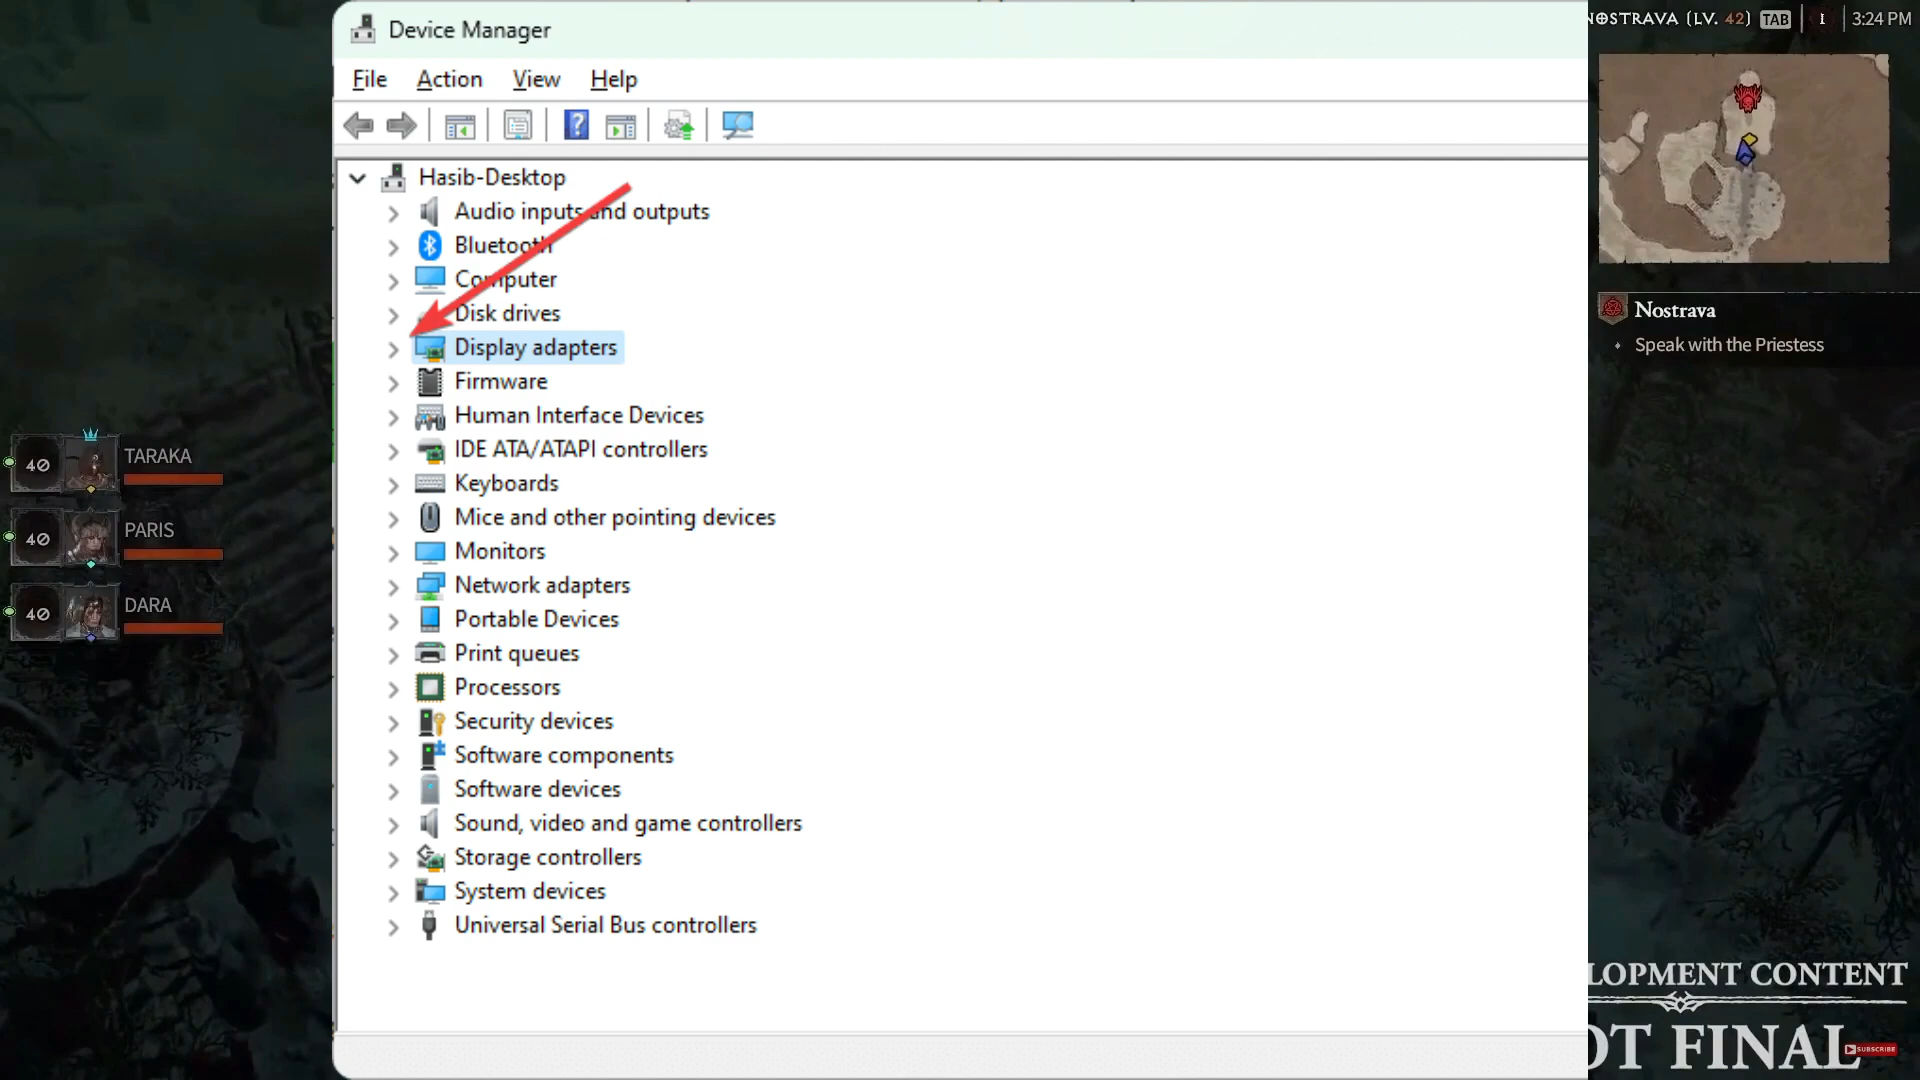 Device Manager
File Action View Help
Hasib-Desktop
Audio inputs and outputs
Bluetooth
Computer
Disk drives
Display adapters
Firmware
Human Interface Devices
IDE ATA/ATAPI controllers
Keyboards
Mice and other pointing devices
Monitors
Network adapters
Portable Devices
Print queues
Processors
Security devices
Software components
Software devices
Sound, video and game controllers
Storage controllers
System devices
Universal Serial Bus controllers
40 TARAKA
40 PARIS
40 DARA
NOSTRAVA (LV. 42) TAB 1 3:24 PM
Nostrava
Speak with the Priestess
LOPMENT CONTENT
OT FINAL
SUBSCRIBE